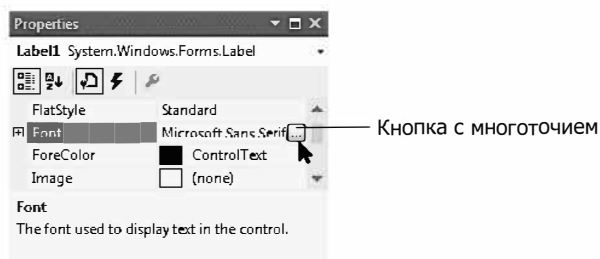 Properties
Label1 System.Windows.Forms.Label
FlatStyle Standard
Font Microsoft Sans Serif ...
ForeColor ControlText
Image (none)
Кнопка с многоточием
Font
The font used to display text in the control.